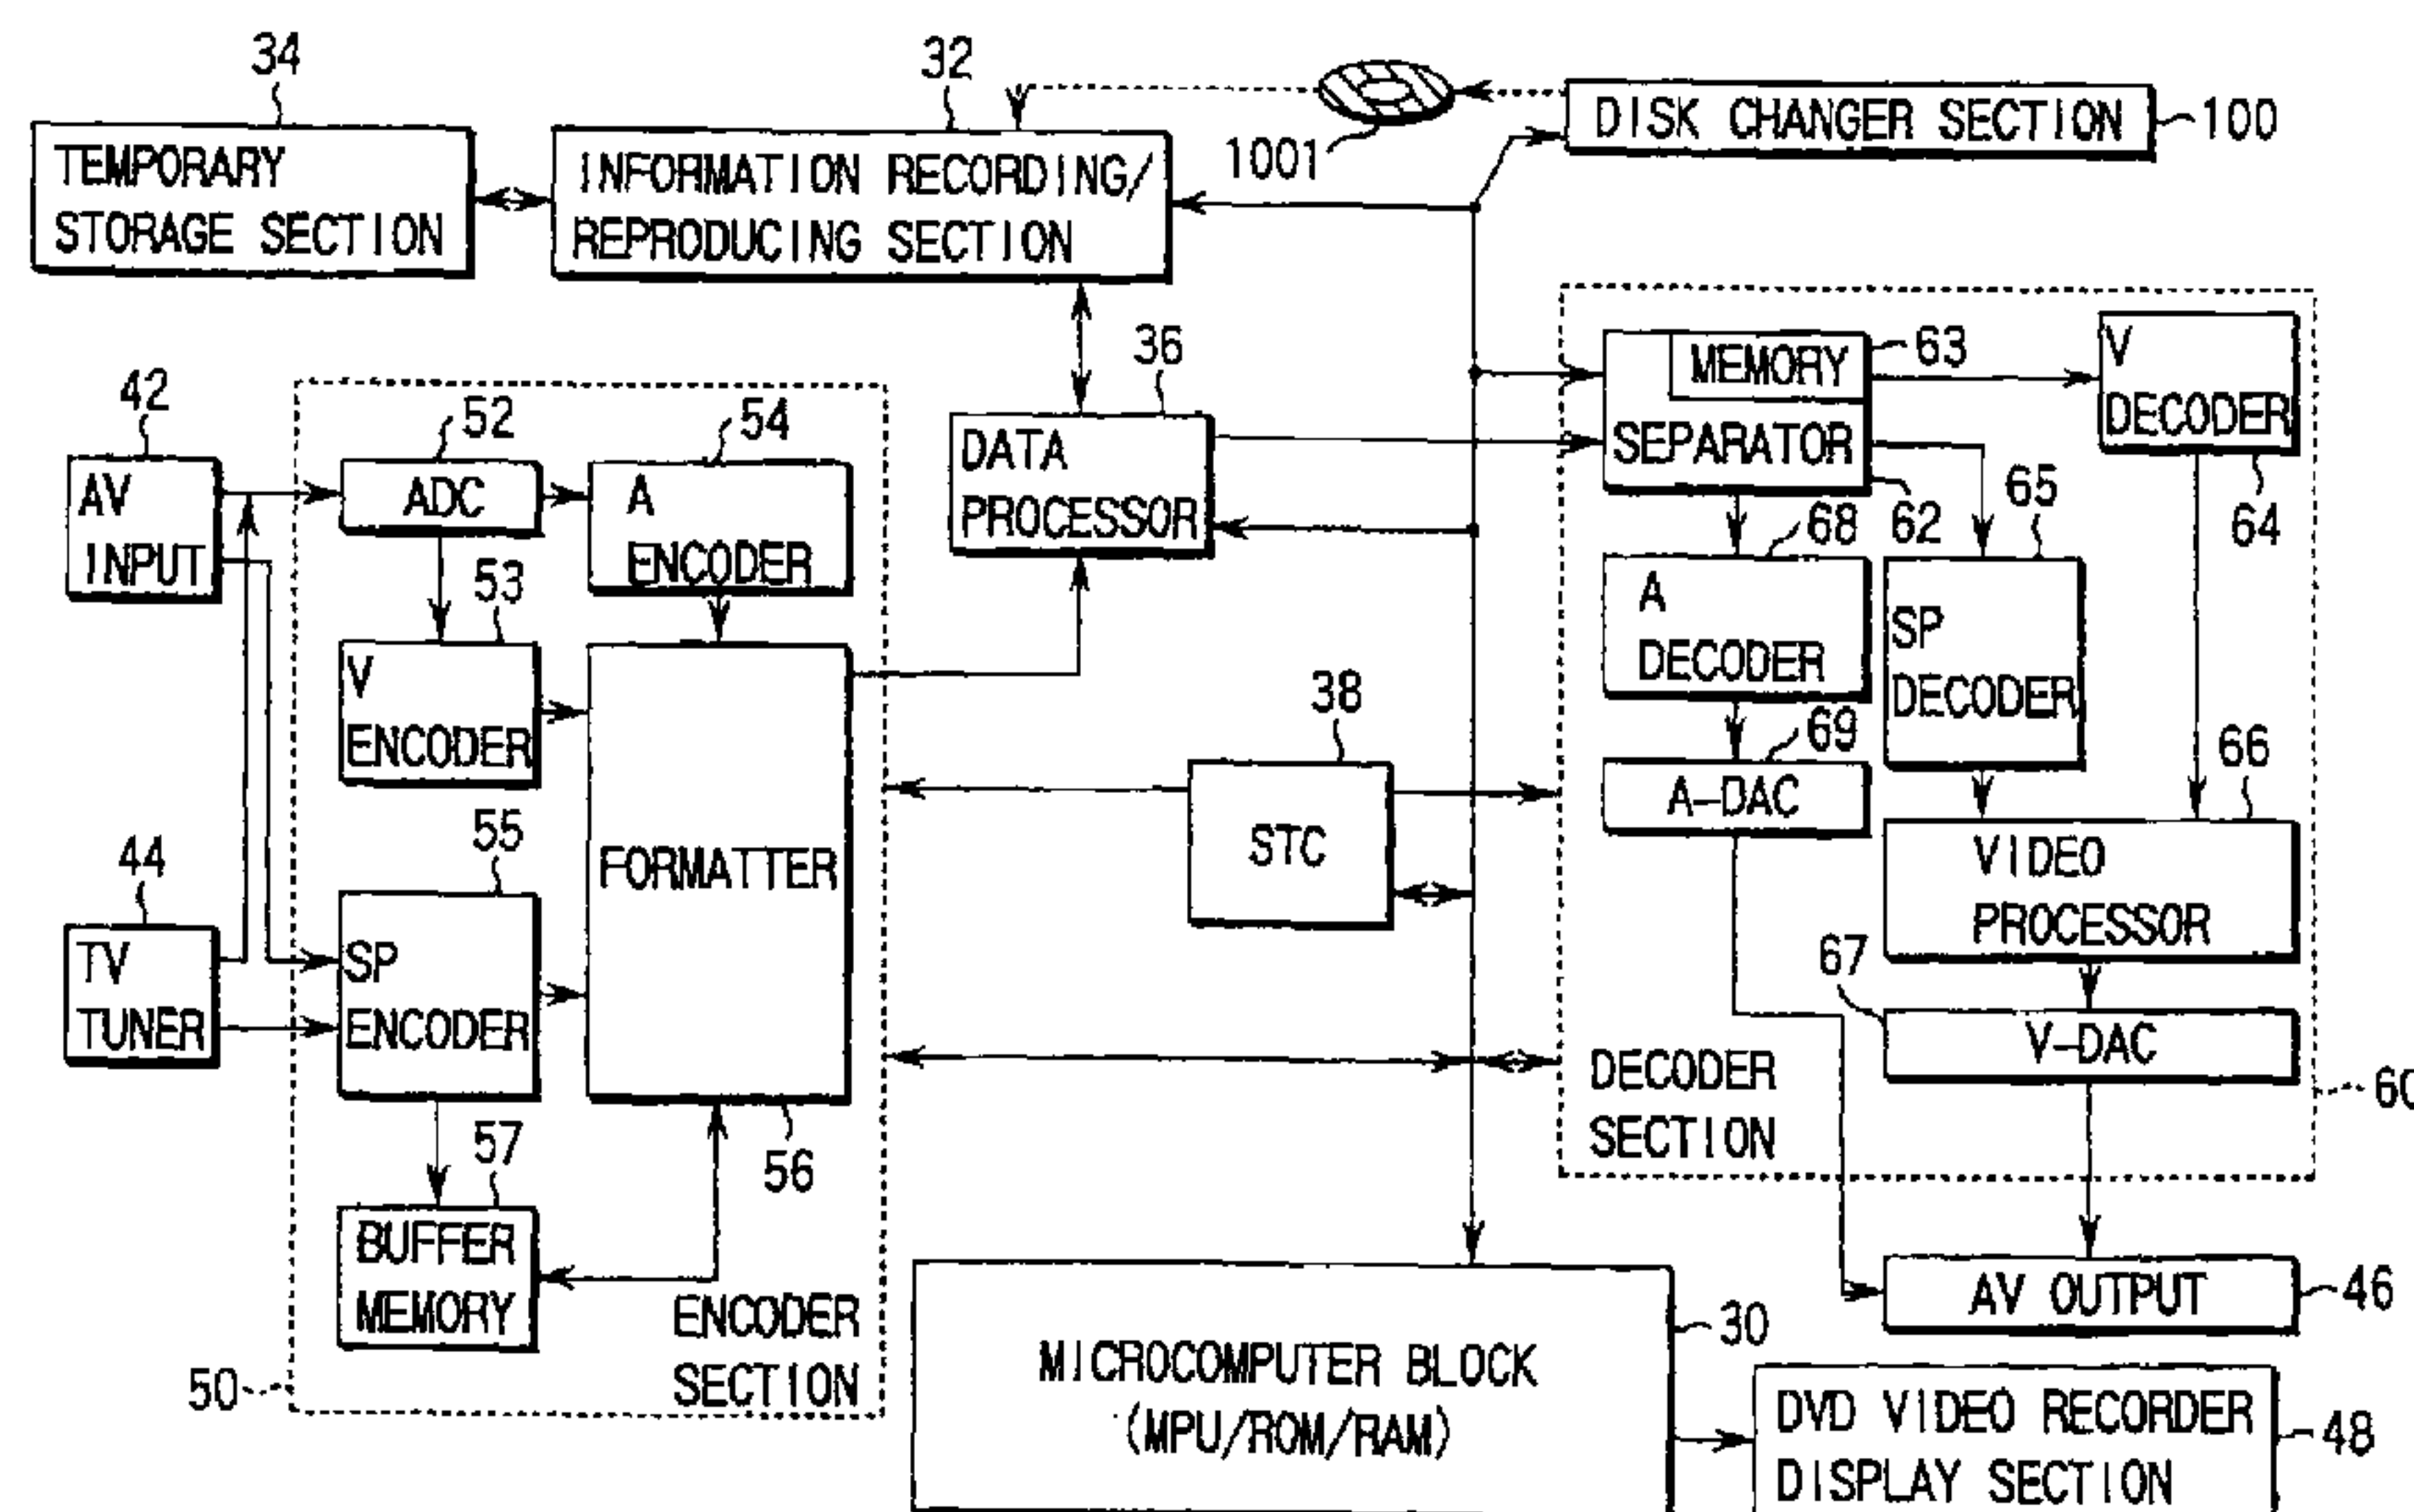 34
TEMPORARY
STORAGE SECTION
32
INFORMATION RECORDING/
REPRODUCING SECTION
1001
DISK CHANGER SECTION
100
42
AV
INPUT
44
TV
TUNER
52
ADC
54
A
ENCODER
53
V
ENCODER
55
SP
ENCODER
FORMATTER
56
57
BUFFER
MEMORY
ENCODER
SECTION
50
36
DATA
PROCESSOR
38
STC
MEMORY
63
SEPARATOR
62
V
DECODER
64
68
A
DECODER
65
SP
DECODER
69
A-DAC
66
VIDEO
PROCESSOR
67
V-DAC
DECODER
SECTION
60
AV OUTPUT
46
MICROCOMPUTER BLOCK
(MPU/ROM/RAM)
30
DVD VIDEO RECORDER
DISPLAY SECTION
48